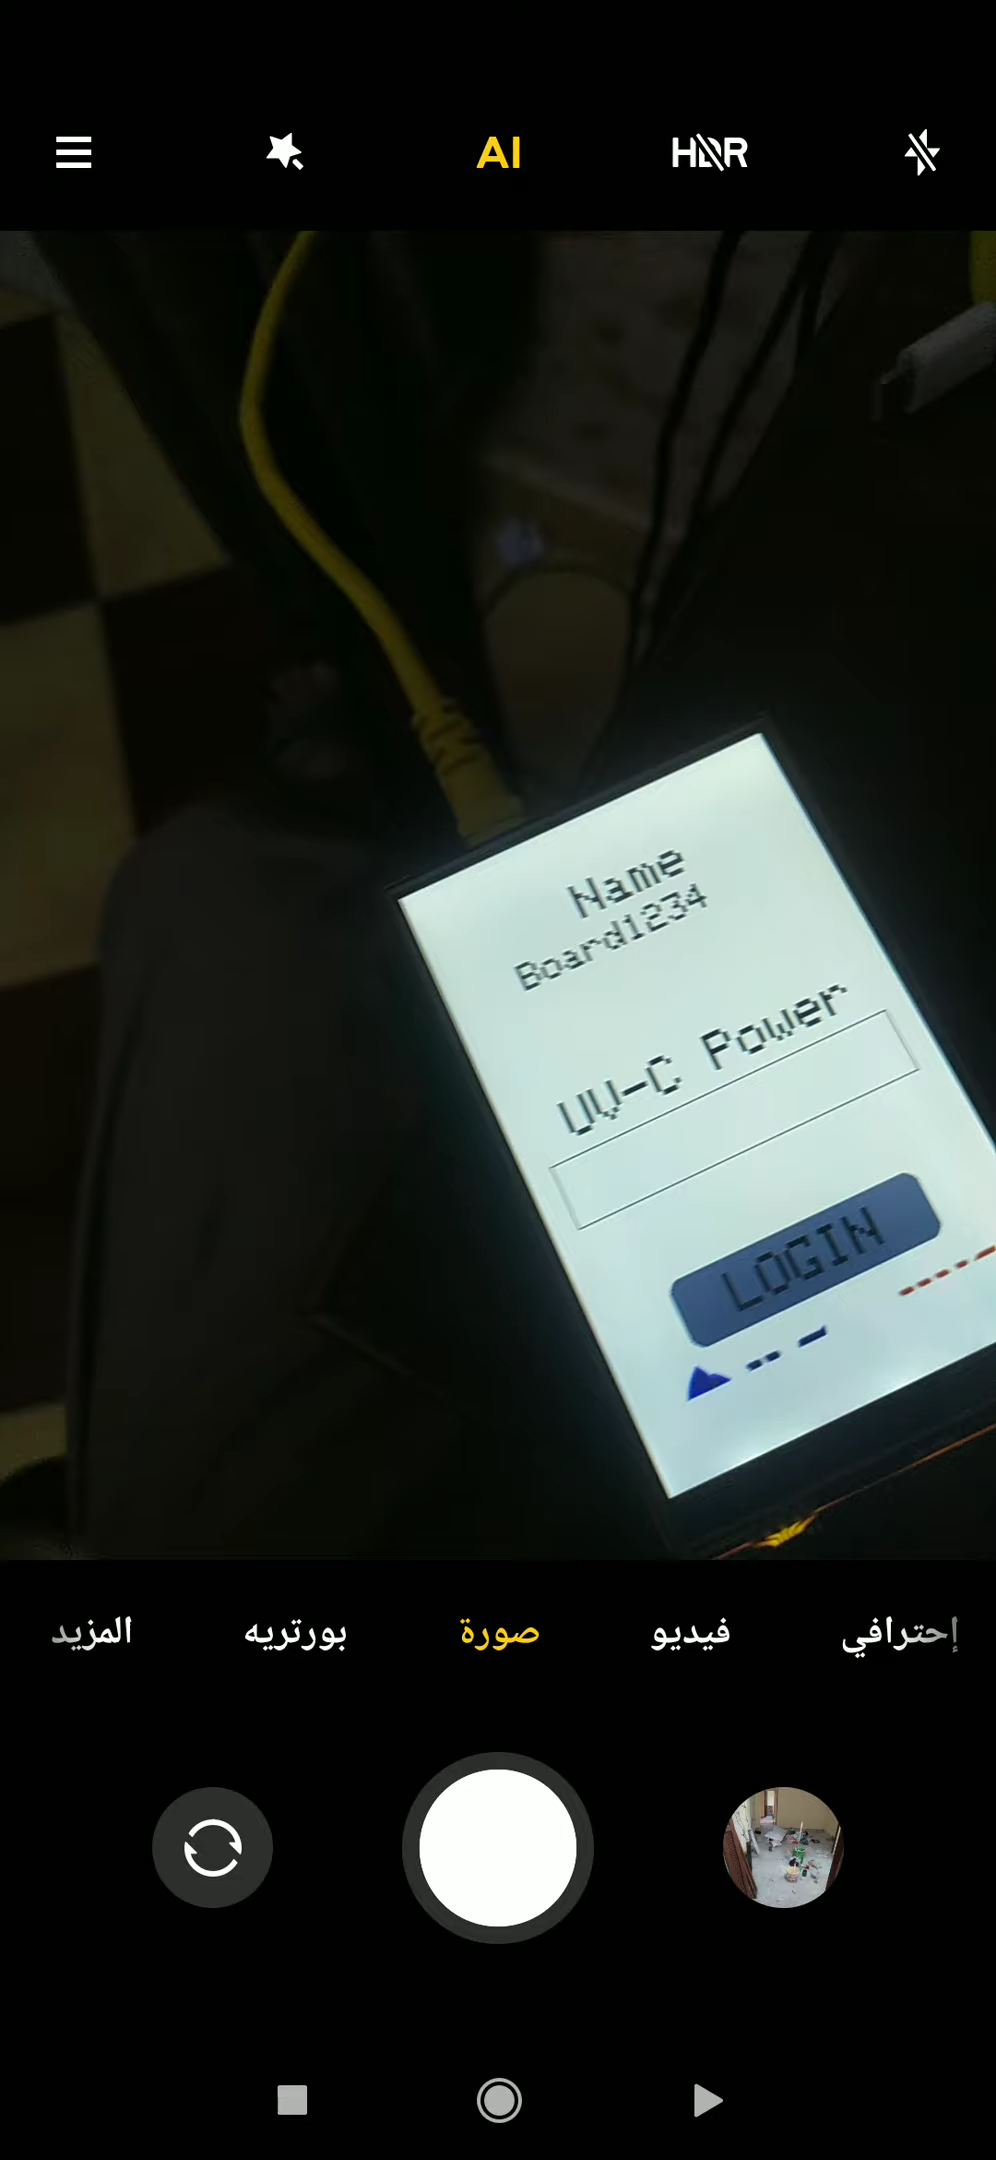 AI
HDR
Name
Board1234
UV-C Power
LOGIN
إحترافي
فيديو
صورة
بورتريه
المزيد